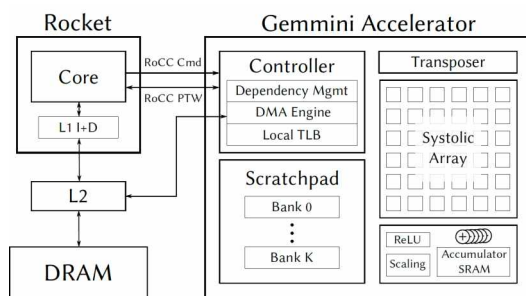 Rocket
Core
L1 I+D
L2
DRAM
RoCC Cmd
RoCC PTW
Gemmini Accelerator
Controller
Dependency Mgmt
DMA Engine
Local TLB
Scratchpad
Bank 0
Bank K
Transposer
Systolic
Array
ReLU
Scaling
Accumulator
SRAM